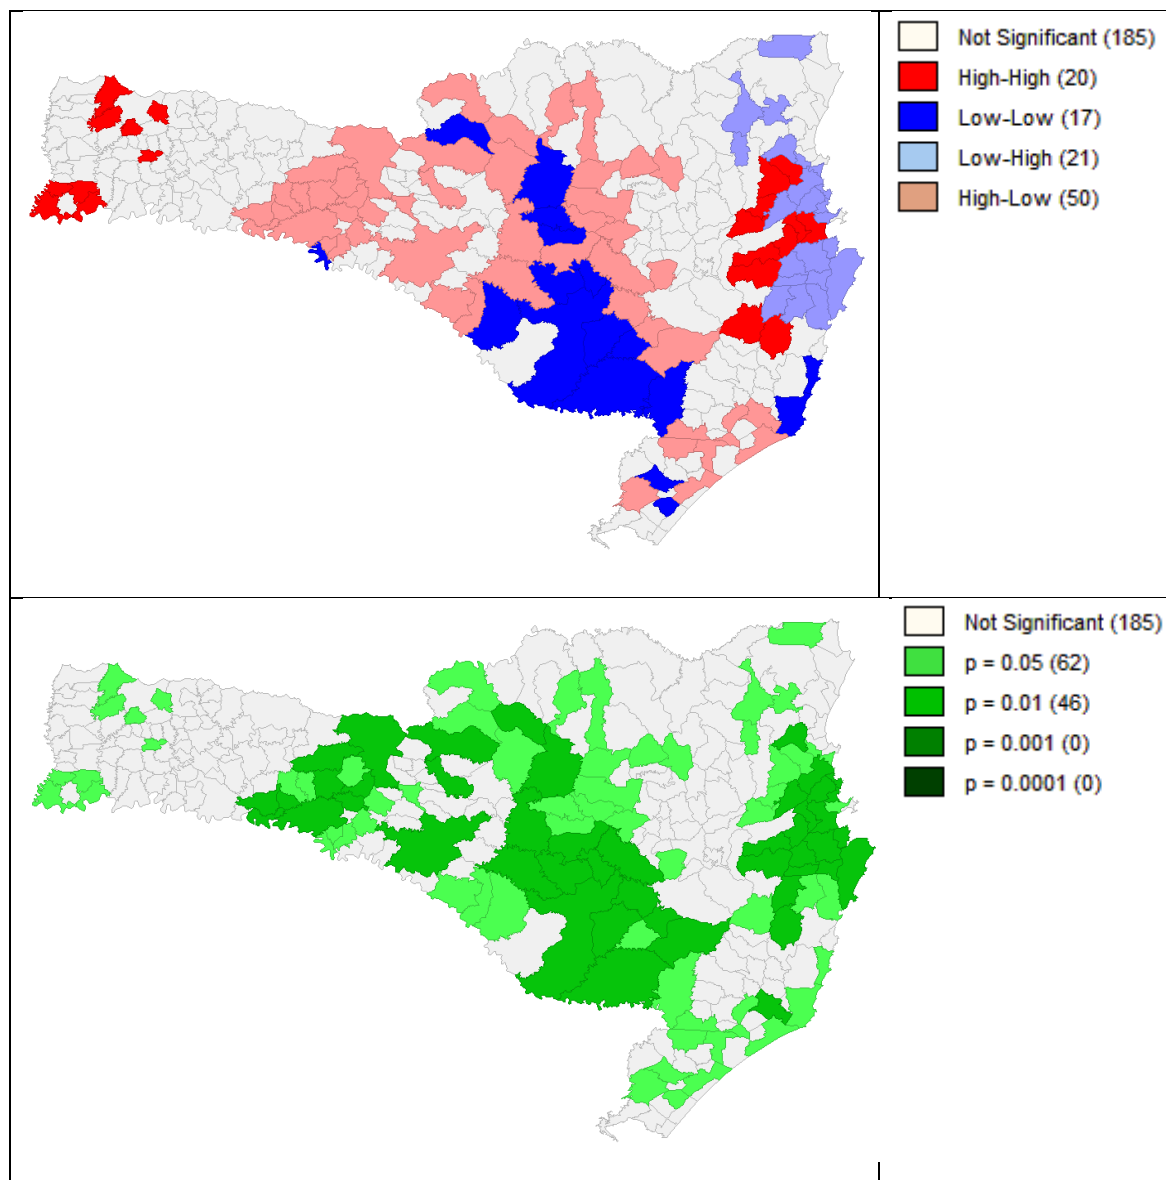 Not Significant (185)
High-High (20)
Low-Low (17)
Low-High (21)
High-Low (50)
Not Significant (185)
p = 0.05 (62)
p = 0.01 (46)
p = 0.001 (0)
p = 0.0001 (0)